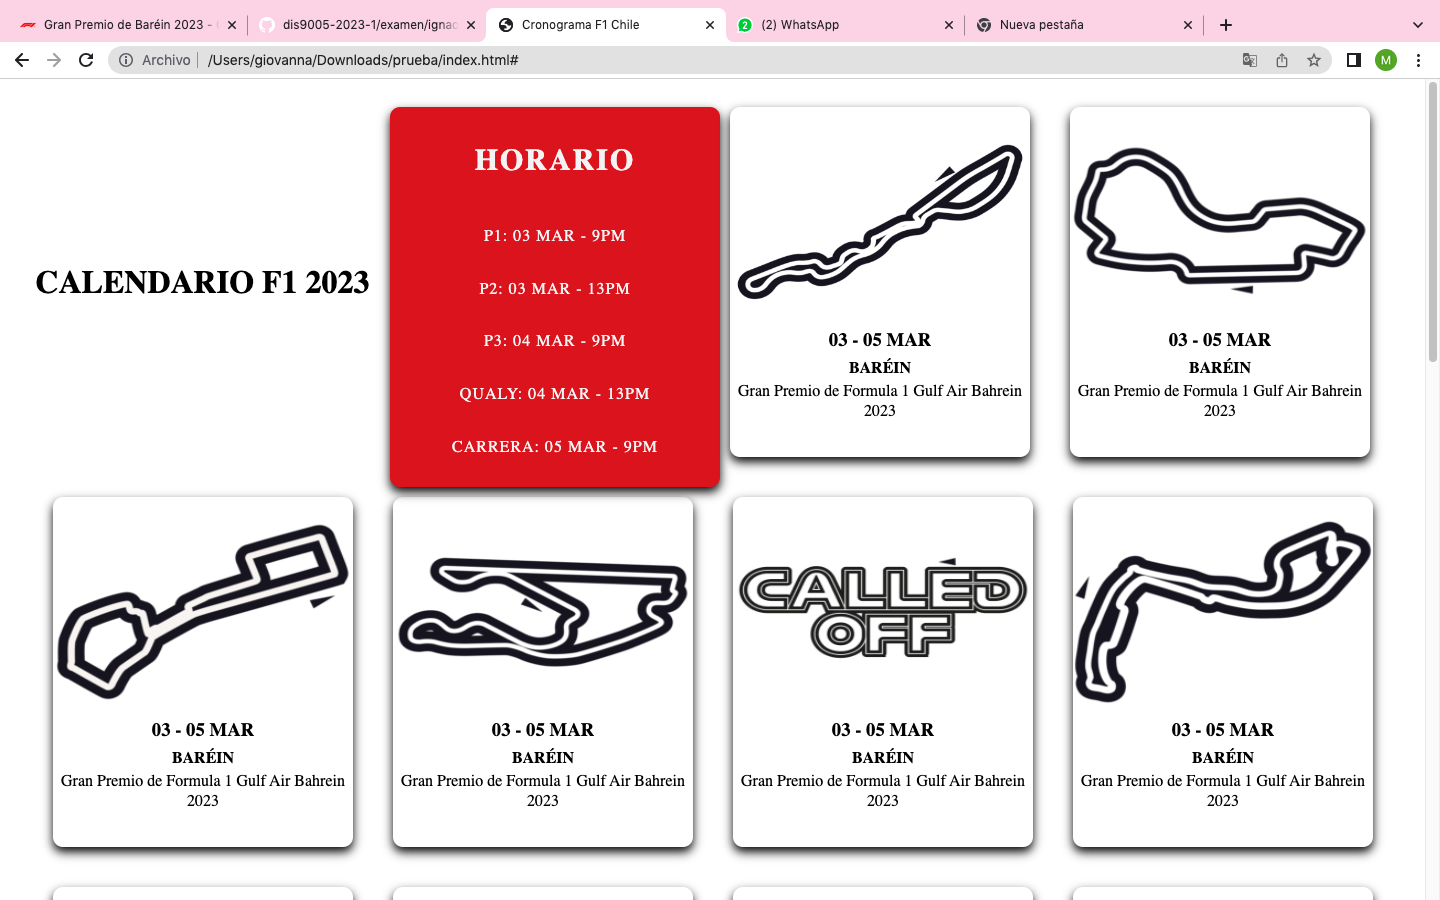 Gran Premio de Baréin 2023 -
dis9005-2023-1/examen/ignac
Cronograma F1 Chile
(2) WhatsApp
Nueva pestaña
Archivo
/Users/giovanna/Downloads/prueba/index.html#
M
CALENDARIO F1 2023
HORARIO
P1: 03 MAR - 9PM
P2: 03 MAR - 13PM
P3: 04 MAR - 9PM
QUALY: 04 MAR - 13PM
CARRERA: 05 MAR - 9PM
03 - 05 MAR
BARÉIN
Gran Premio de Formula 1 Gulf Air Bahrein
2023
03 - 05 MAR
BARÉIN
Gran Premio de Formula 1 Gulf Air Bahrein
2023
03 - 05 MAR
BARÉIN
Gran Premio de Formula 1 Gulf Air Bahrein
2023
03 - 05 MAR
BARÉIN
Gran Premio de Formula 1 Gulf Air Bahrein
2023
CALLED
OFF
03 - 05 MAR
BARÉIN
Gran Premio de Formula 1 Gulf Air Bahrein
2023
03 - 05 MAR
BARÉIN
Gran Premio de Formula 1 Gulf Air Bahrein
2023